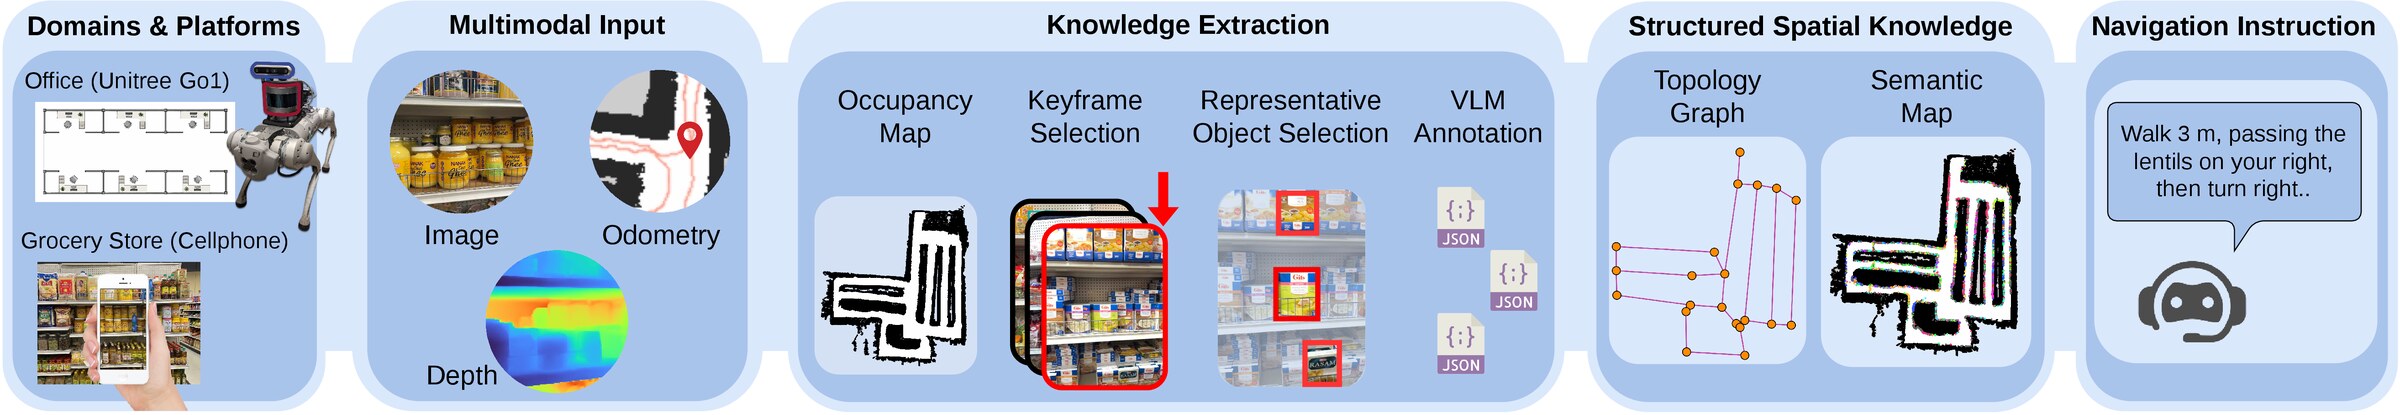 Domains & Platforms
Office (Unitree Go1)
Grocery Store (Cellphone)
Multimodal Input
Image
Odometry
Depth
Knowledge Extraction
Occupancy
Map
Keyframe
Selection
Representative
Object Selection
VLM
Annotation
JSON
JSON
JSON
Structured Spatial Knowledge
Topology
Graph
Semantic
Map
Navigation Instruction
Walk 3 m, passing the
lentils on your right,
then turn right..